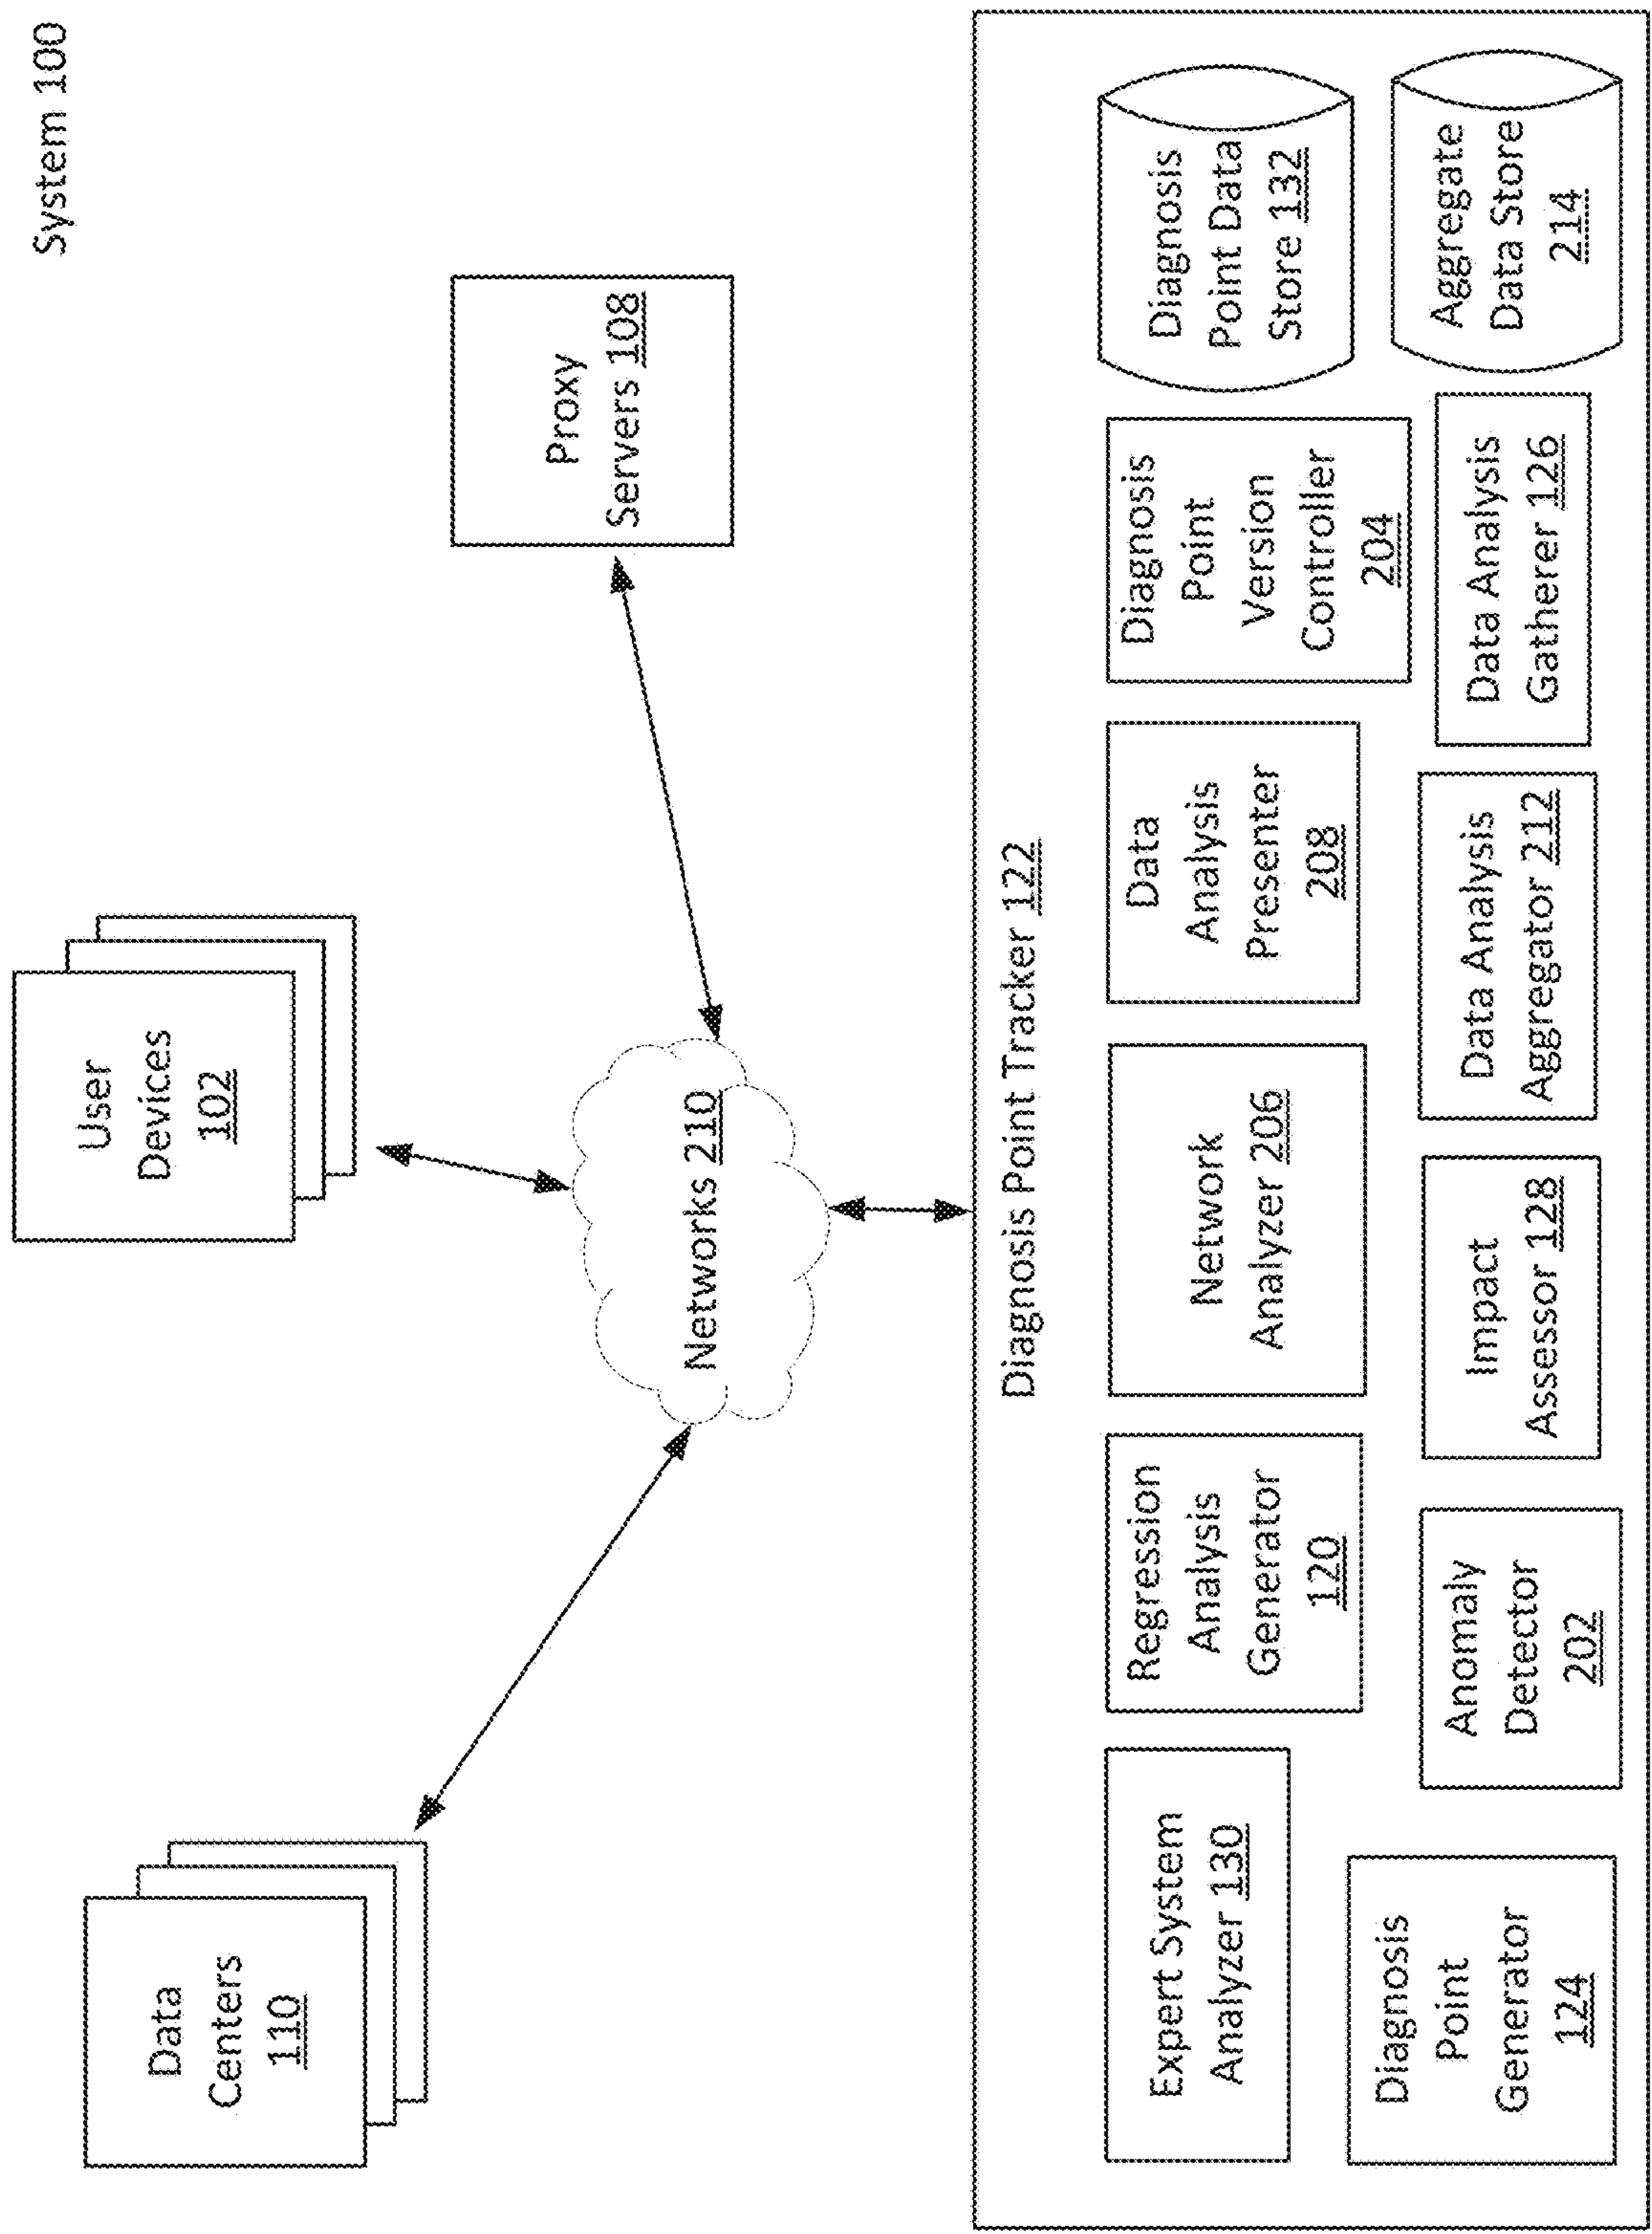 System 100
Data
Centers
110
User
Devices
102
Proxy
Servers 108
Networks 210
Diagnosis Point Tracker 122
Expert System
Analyzer 130
Regression
Analysis
Generator
120
Network
Analyzer 206
Data
Analysis
Presenter
208
Diagnosis
Point
Version
Controller
204
Diagnosis
Point Data
Store 132
Diagnosis
Point
Generator
124
Anomaly
Detector
202
Impact
Assessor 128
Data Analysis
Aggregator 212
Data Analysis
Gatherer 126
Aggregate
Data Store
214